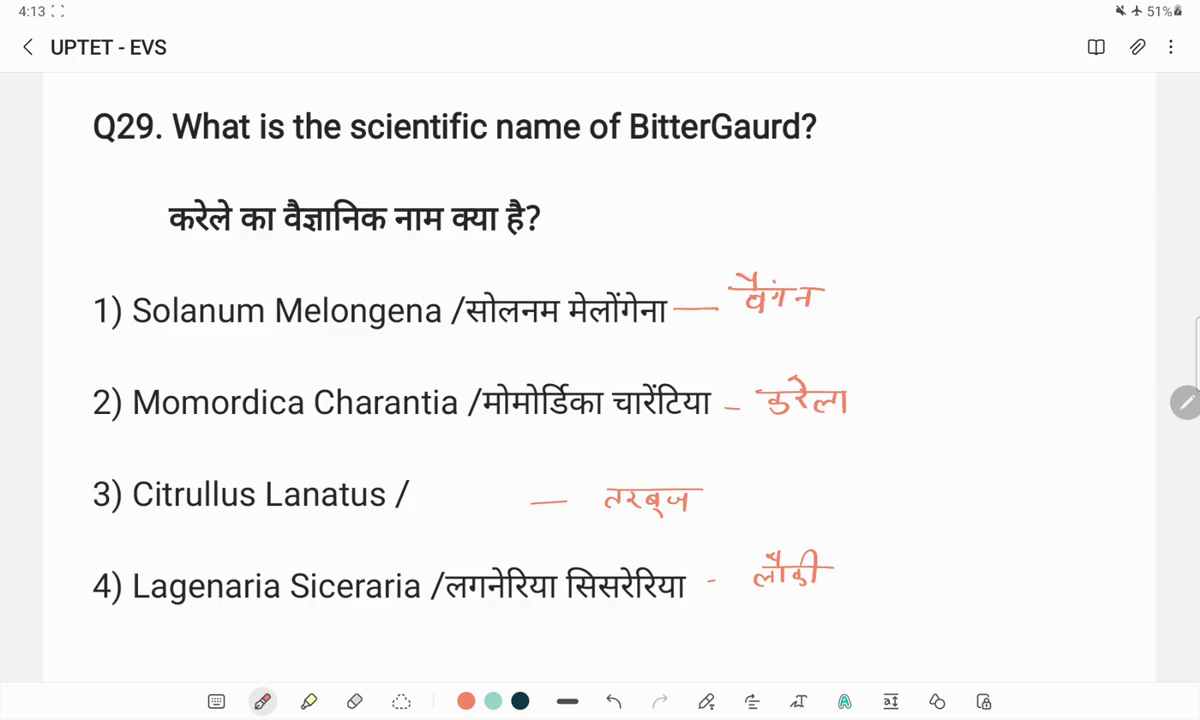 4:13 51%
UPTET - EVS
Q29. What is the scientific name of BitterGaurd?
करेले का वैज्ञानिक नाम क्या है?
1) Solanum Melongena /सोलनम मेलोंगेना — बैंगन
2) Momordica Charantia /मोमोर्डिका चारेंटिया - करेला
3) Citrullus Lanatus / — तरबूज
4) Lagenaria Siceraria /लगनेरिया सिसरेरिया - लौकी